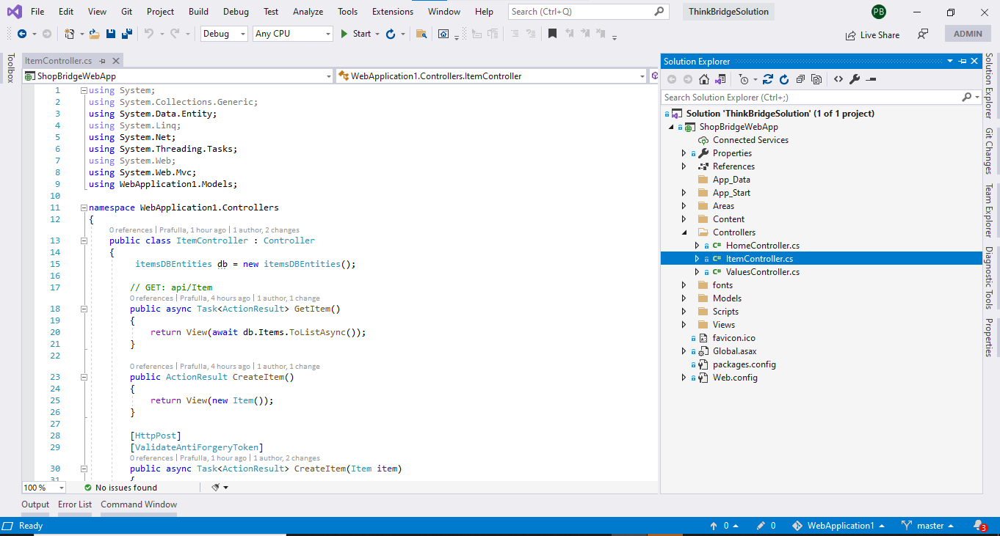 File Edit View Git Project Build Debug Test Analyze Tools Extensions Window Help Search (Ctrl+Q) ThinkBridgeSolution PB
Debug Any CPU Start Live Share ADMIN
Toolbox
ItemController.cs
ShopBridgeWebApp WebApplication1.Controllers.ItemController
1 using System;
2 using System.Collections.Generic;
3 using System.Data.Entity;
4 using System.Linq;
5 using System.Net;
6 using System.Threading.Tasks;
7 using System.Web;
8 using System.Web.Mvc;
9 using WebApplication1.Models;
10
11 namespace WebApplication1.Controllers
12 {
0 references | Prafulla, 1 hour ago | 1 author, 2 changes
13 public class ItemController : Controller
14 {
15 itemsDBEntities db = new itemsDBEntities();
16
17 // GET: api/Item
0 references | Prafulla, 4 hours ago | 1 author, 1 change
18 public async Task<ActionResult> GetItem()
19 {
20 return View(await db.Items.ToListAsync());
21 }
22
0 references | Prafulla, 4 hours ago | 1 author, 1 change
23 public ActionResult CreateItem()
24 {
25 return View(new Item());
26 }
27
28 [HttpPost]
29 [ValidateAntiForgeryToken]
0 references | Prafulla, 1 hour ago | 1 author, 2 changes
30 public async Task<ActionResult> CreateItem(Item item)
31 {
100 % No issues found
Solution Explorer
Search Solution Explorer (Ctrl+;)
Solution 'ThinkBridgeSolution' (1 of 1 project)
ShopBridgeWebApp
Connected Services
Properties
References
App_Data
App_Start
Areas
Content
Controllers
C# HomeController.cs
C# ItemController.cs
C# ValuesController.cs
fonts
Models
Scripts
Views
favicon.ico
Global.asax
packages.config
Web.config
Solution Explorer
Git Changes
Team Explorer
Diagnostic Tools
Properties
Output Error List Command Window
Ready 0 0 WebApplication1 master 3